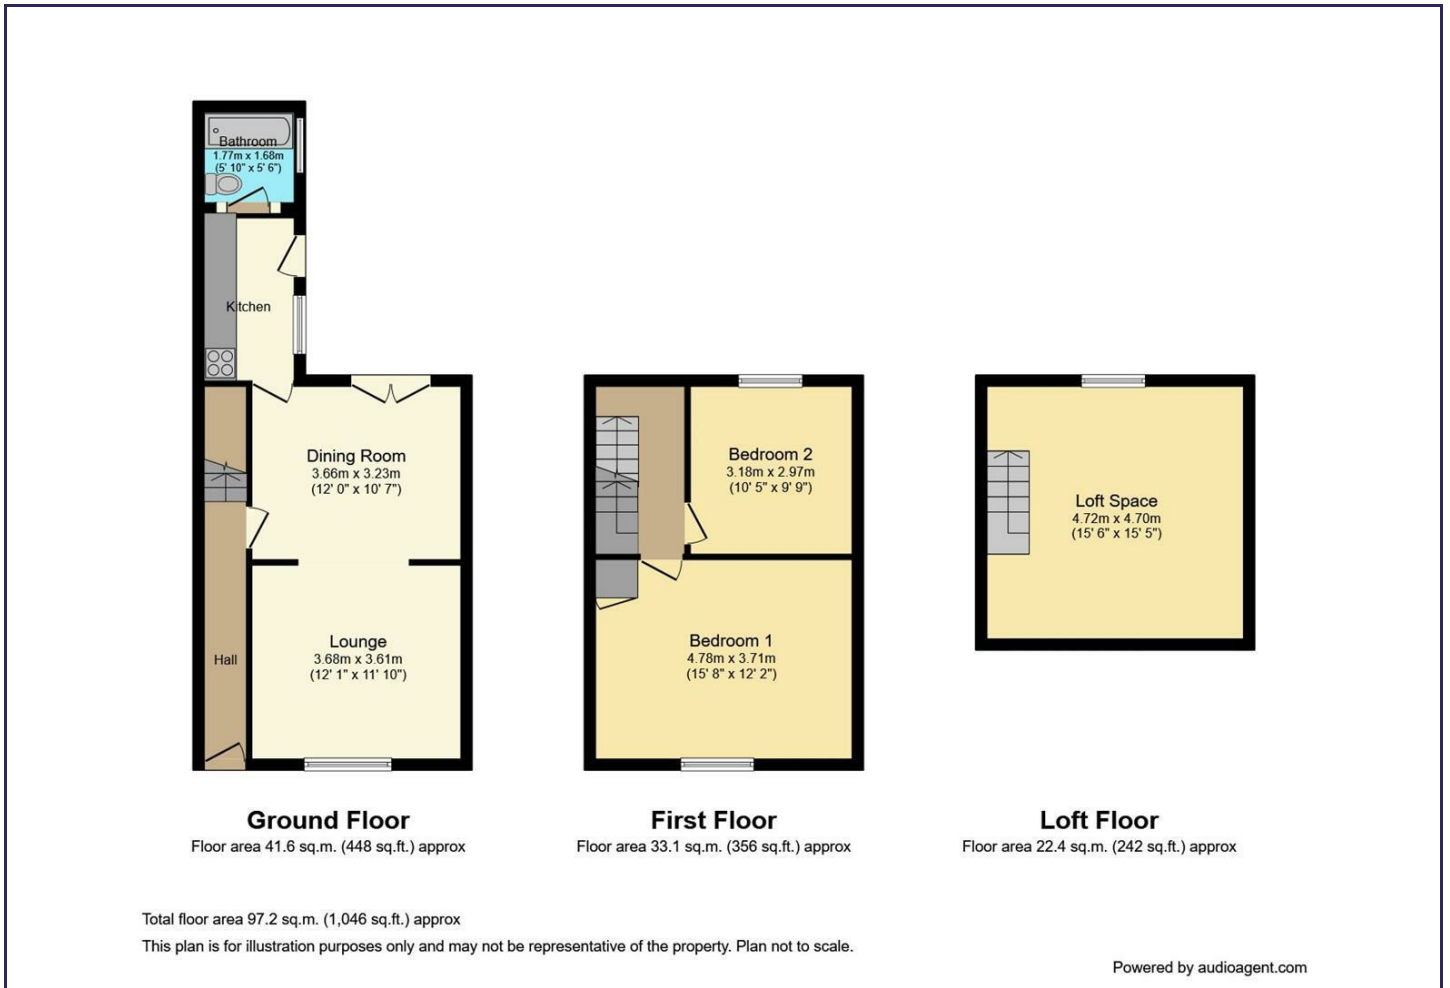 Bathroom
1.77m x 1.68m
(5' 10" x 5' 6")
Kitchen
Dining Room
3.66m x 3.23m
(12' 0" x 10' 7")
Lounge
3.68m x 3.61m
(12' 1" x 11' 10")
Hall
Bedroom 2
3.18m x 2.97m
(10' 5" x 9' 9")
Bedroom 1
4.78m x 3.71m
(15' 8" x 12' 2")
Loft Space
4.72m x 4.70m
(15' 6" x 15' 5")
Ground Floor
Floor area 41.6 sq.m. (448 sq.ft.) approx
First Floor
Floor area 33.1 sq.m. (356 sq.ft.) approx
Loft Floor
Floor area 22.4 sq.m. (242 sq.ft.) approx
Total floor area 97.2 sq.m. (1,046 sq.ft.) approx
This plan is for illustration purposes only and may not be representative of the property. Plan not to scale.
Powered by audioagent.com